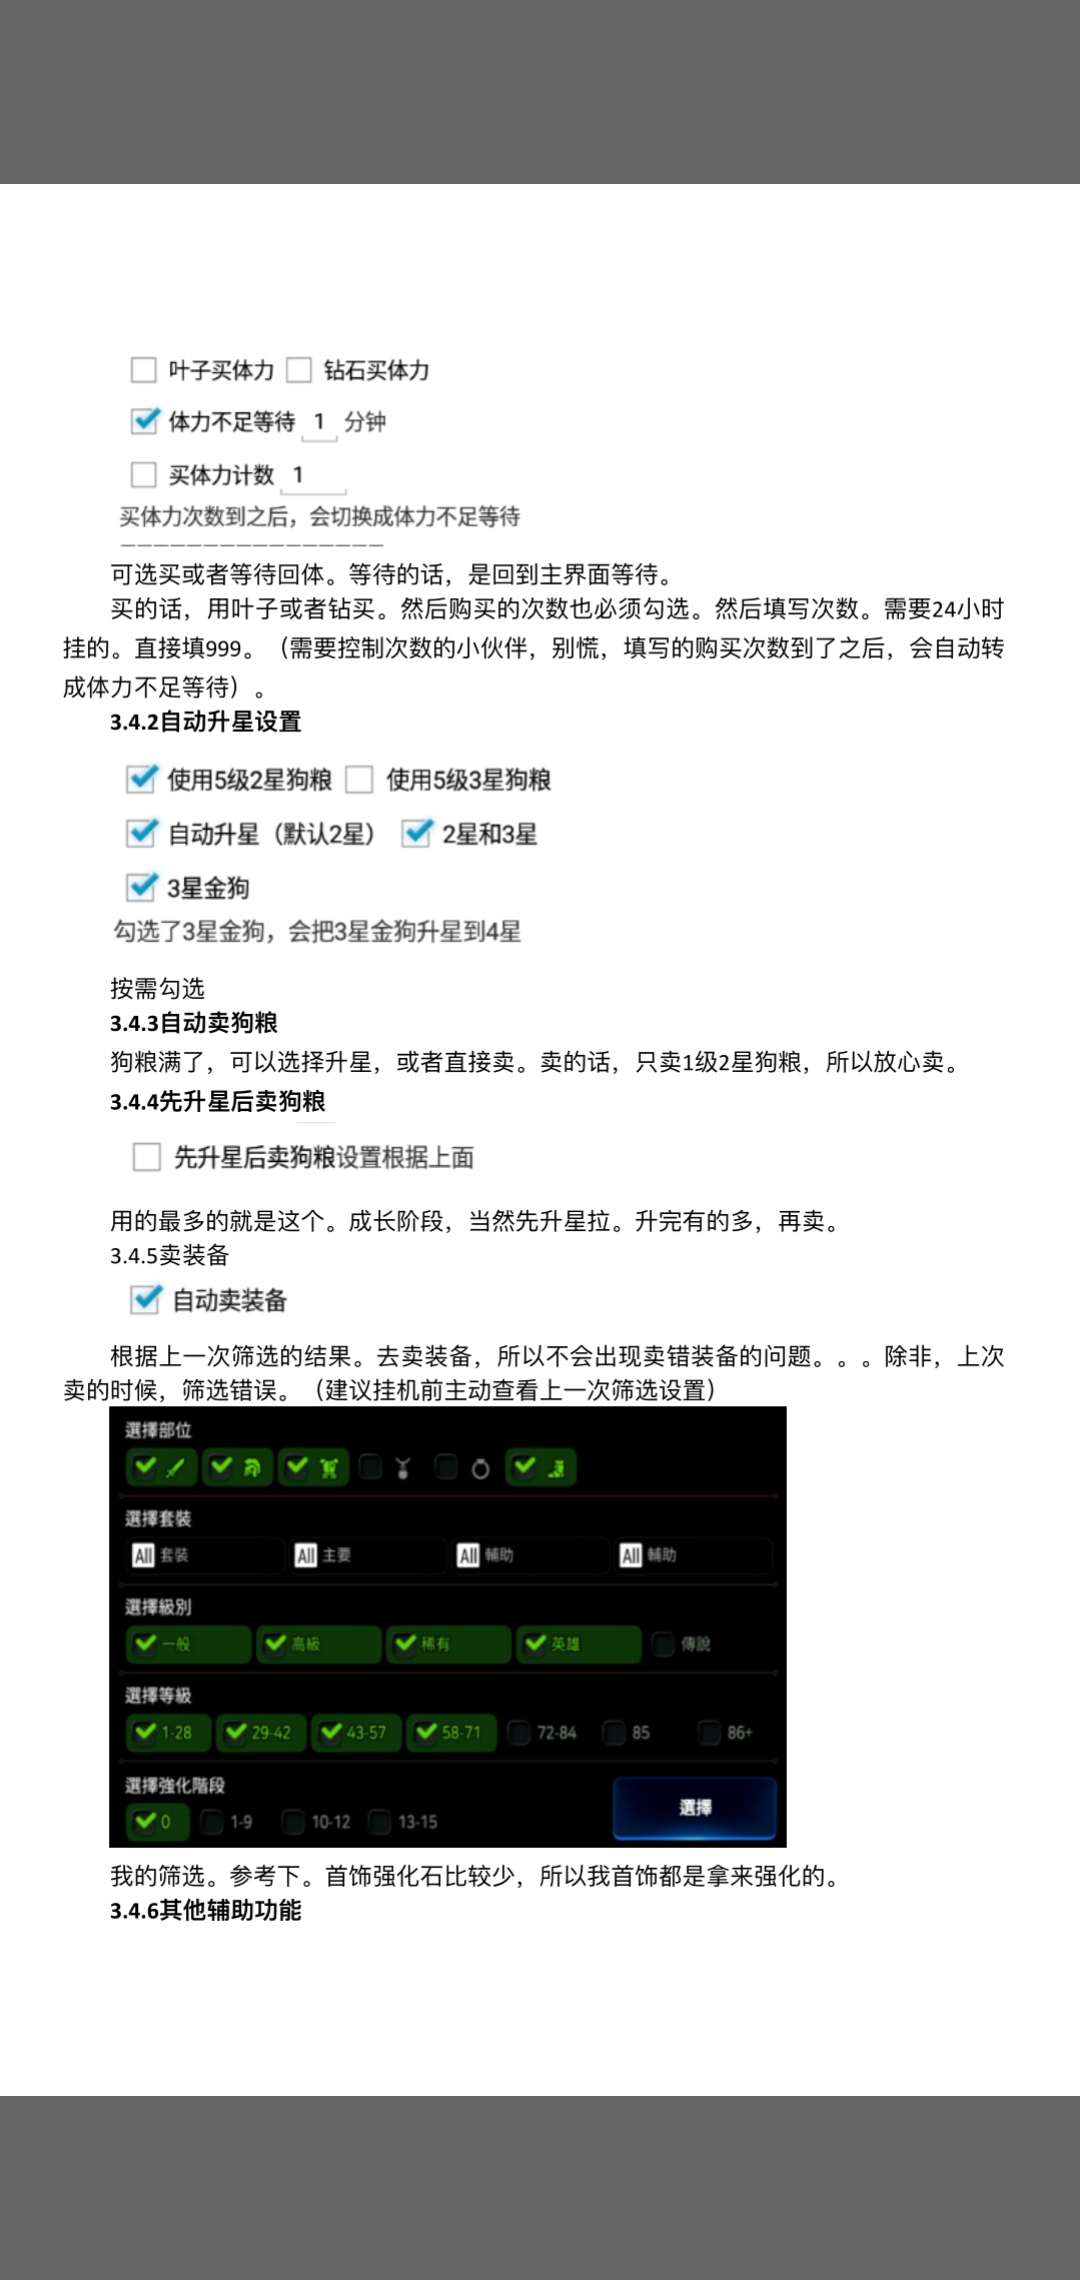 叶子买体力 钻石买体力
体力不足等待 1 分钟
买体力计数 1
买体力次数到之后，会切换成体力不足等待
————————————————
可选买或者等待回体。等待的话，是回到主界面等待。
买的话，用叶子或者钻买。然后购买的次数也必须勾选。然后填写次数。需要24小时
挂的。直接填999。（需要控制次数的小伙伴，别慌，填写的购买次数到了之后，会自动转
成体力不足等待）。
3.4.2自动升星设置
使用5级2星狗粮 使用5级3星狗粮
自动升星（默认2星） 2星和3星
3星金狗
勾选了3星金狗，会把3星金狗升星到4星
按需勾选
3.4.3自动卖狗粮
狗粮满了，可以选择升星，或者直接卖。卖的话，只卖1级2星狗粮，所以放心卖。
3.4.4先升星后卖狗粮
先升星后卖狗粮设置根据上面
用的最多的就是这个。成长阶段，当然先升星拉。升完有的多，再卖。
3.4.5卖装备
自动卖装备
根据上一次筛选的结果。去卖装备，所以不会出现卖错装备的问题。。。除非，上次
卖的时候，筛选错误。（建议挂机前主动查看上一次筛选设置）
選擇部位
選擇套裝
All 套裝 All 主要 All 輔助 All 輔助
選擇級別
一般 高級 稀有 英雄 傳說
選擇等級
1-28 29-42 43-57 58-71 72-84 85 86+
選擇強化階段
0 1-9 10-12 13-15 選擇
我的筛选。参考下。首饰强化石比较少，所以我首饰都是拿来强化的。
3.4.6其他辅助功能